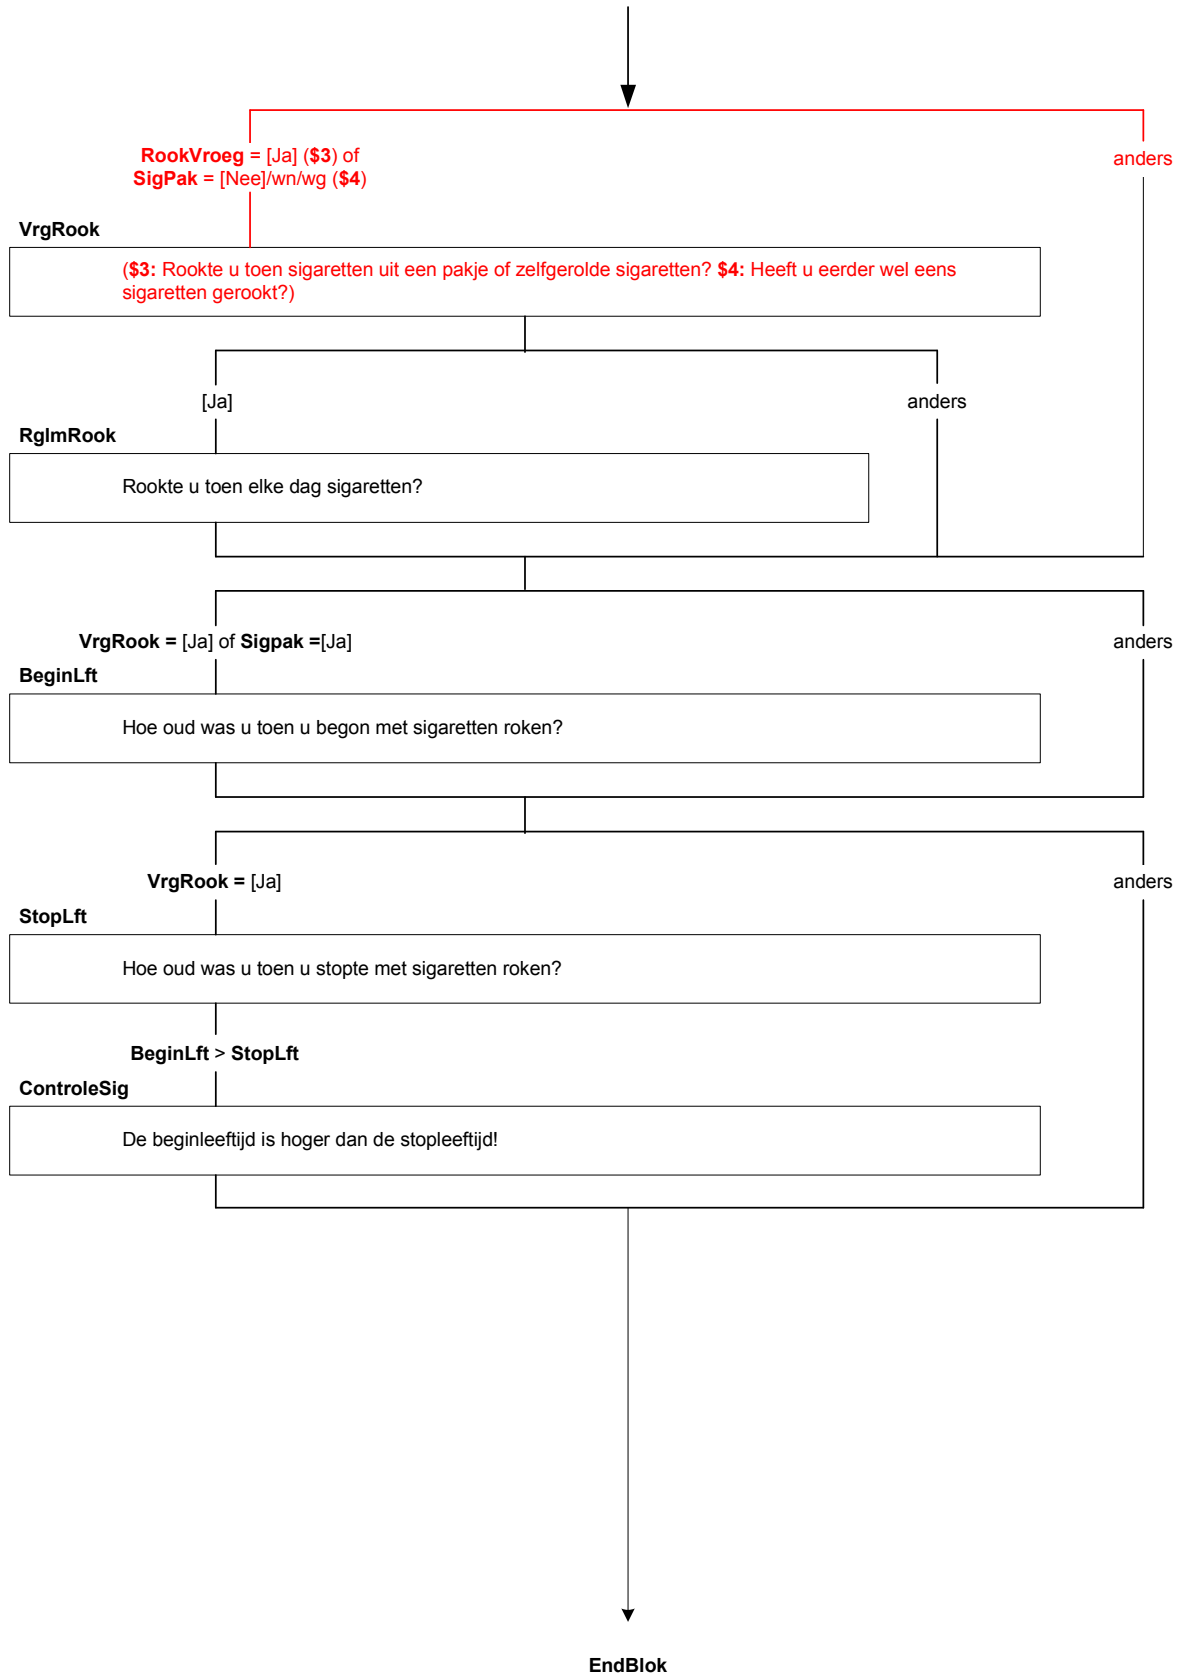 RookVroeg = [Ja] ($3) of
SigPak = [Nee]/wn/wg ($4)
anders
VrgRook
($3: Rookte u toen sigaretten uit een pakje of zelfgerolde sigaretten? $4: Heeft u eerder wel eens
sigaretten gerookt?)
[Ja]
anders
RglmRook
Rookte u toen elke dag sigaretten?
VrgRook = [Ja] of Sigpak =[Ja]
anders
BeginLft
Hoe oud was u toen u begon met sigaretten roken?
VrgRook = [Ja]
anders
StopLft
Hoe oud was u toen u stopte met sigaretten roken?
BeginLft > StopLft
ControleSig
De beginleeftijd is hoger dan de stopleeftijd!
EndBlok